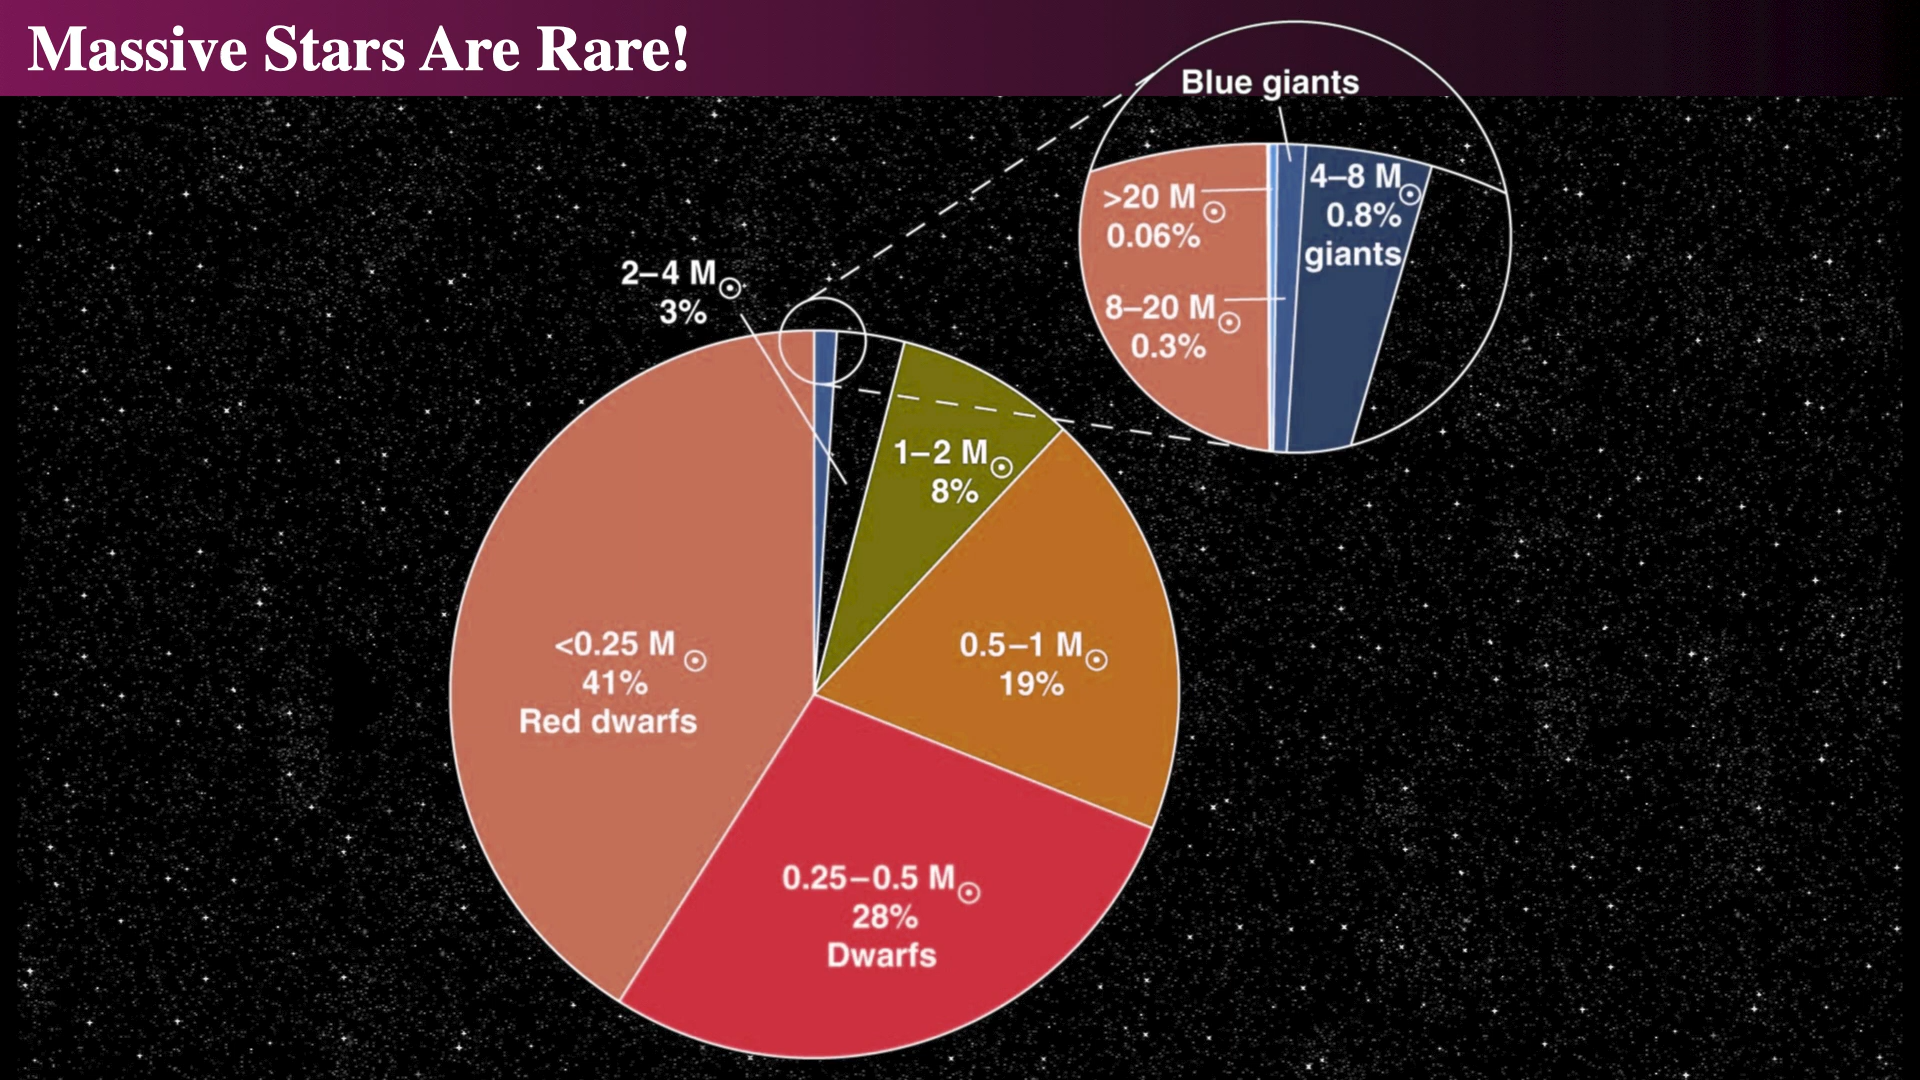 Massive Stars Are Rare!
Blue giants
>20 M☉
0.06%
4–8 M☉
0.8%
giants
8–20 M☉
0.3%
2–4 M☉
3%
1–2 M☉
8%
<0.25 M☉
41%
Red dwarfs
0.5–1 M☉
19%
0.25–0.5 M☉
28%
Dwarfs